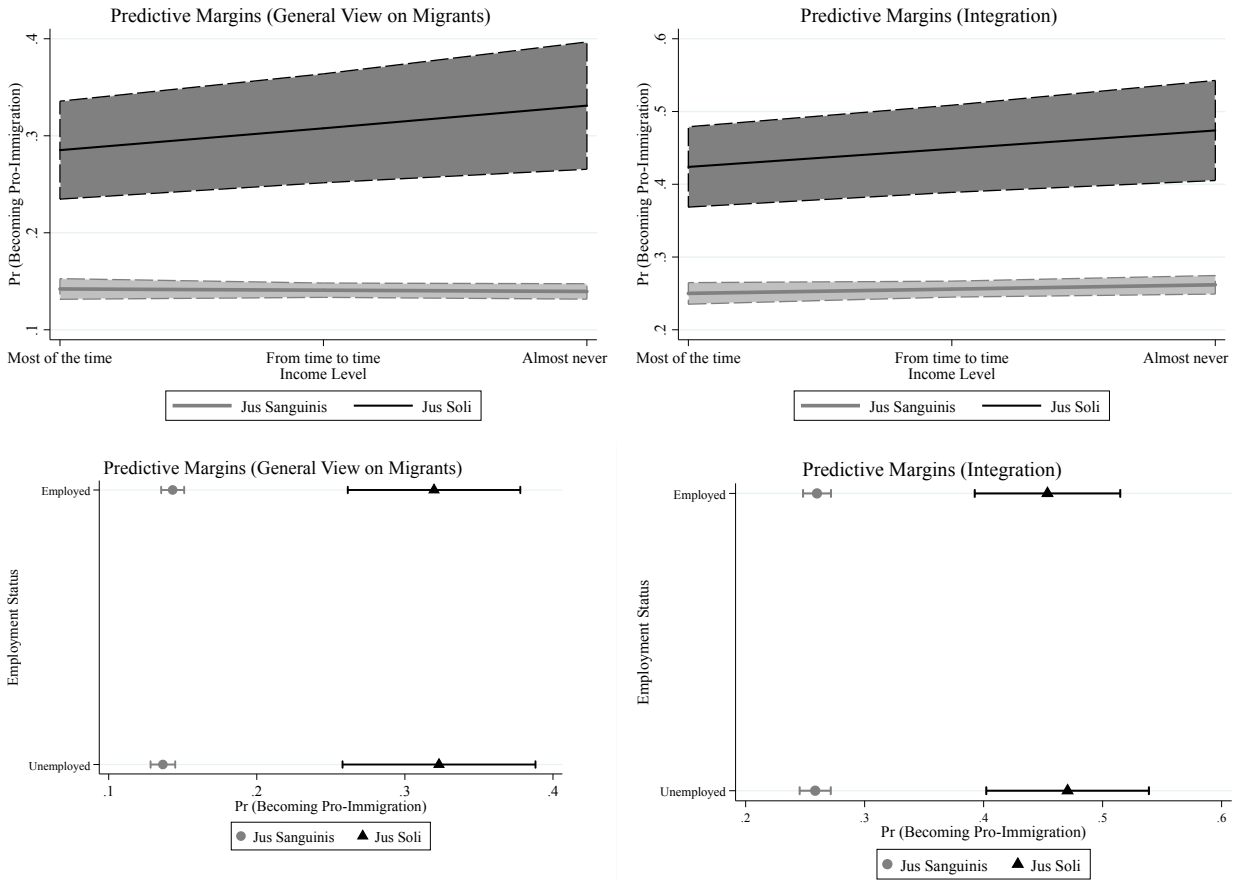 Predictive Margins (General View on Migrants)
Pr (Becoming Pro-Immigration)
.4
.3
.2
.1
Most of the time
From time to time
Almost never
Income Level
Jus Sanguinis
Jus Soli
Predictive Margins (Integration)
Pr (Becoming Pro-Immigration)
.6
.5
.4
.3
.2
Most of the time
From time to time
Almost never
Income Level
Jus Sanguinis
Jus Soli
Predictive Margins (General View on Migrants)
Employment Status
Employed
Unemployed
.1
.2
.3
.4
Pr (Becoming Pro-Immigration)
Jus Sanguinis
Jus Soli
Predictive Margins (Integration)
Employment Status
Employed
Unemployed
.2
.3
.4
.5
.6
Pr (Becoming Pro-Immigration)
Jus Sanguinis
Jus Soli